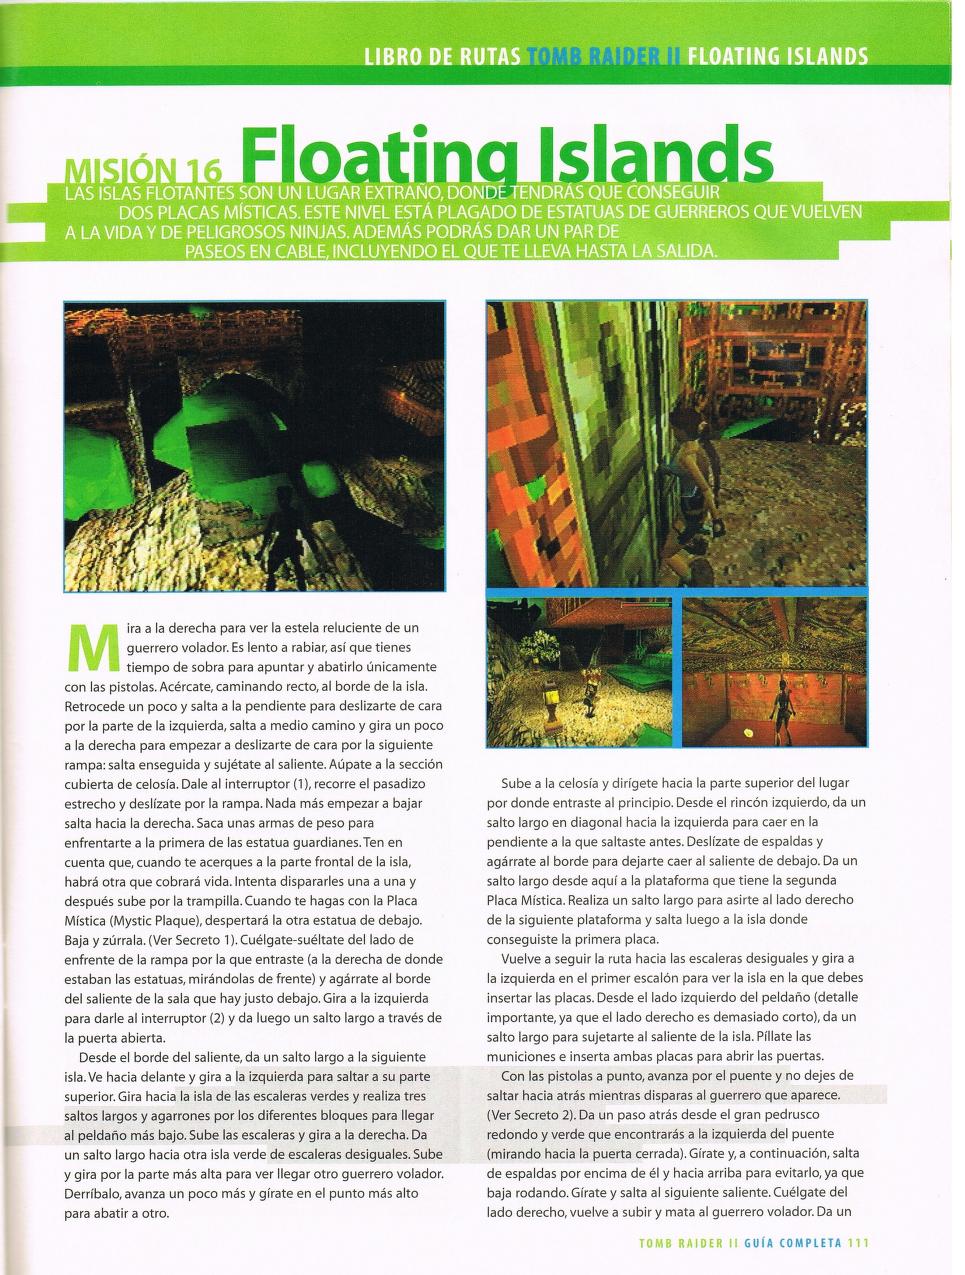 LIBRO DE RUTAS TOMB RAIDER II FLOATING ISLANDS
MISIÓN 16 Floating Islands
LAS ISLAS FLOTANTES SON UN LUGAR EXTRAÑO, DONDE TENDRÁS QUE CONSEGUIR
DOS PLACAS MÍSTICAS. ESTE NIVEL ESTÁ PLAGADO DE ESTATUAS DE GUERREROS QUE VUELVEN
A LA VIDA Y DE PELIGROSOS NINJAS. ADEMÁS PODRÁS DAR UN PAR DE
PASEOS EN CABLE, INCLUYENDO EL QUE TE LLEVA HASTA LA SALIDA.
Mira a la derecha para ver la estela reluciente de un
guerrero volador. Es lento a rabiar, así que tienes
tiempo de sobra para apuntar y abatirlo únicamente
con las pistolas. Acércate, caminando recto, al borde de la isla.
Retrocede un poco y salta a la pendiente para deslizarte de cara
por la parte de la izquierda, salta a medio camino y gira un poco
a la derecha para empezar a deslizarte de cara por la siguiente
rampa: salta enseguida y sujétate al saliente. Aúpate a la sección
cubierta de celosía. Dale al interruptor (1), recorre el pasadizo
estrecho y deslízate por la rampa. Nada más empezar a bajar
salta hacia la derecha. Saca unas armas de peso para
enfrentarte a la primera de las estatua guardianes. Ten en
cuenta que, cuando te acerques a la parte frontal de la isla,
habrá otra que cobrará vida. Intenta dispararles una a una y
después sube por la trampilla. Cuando te hagas con la Placa
Mística (Mystic Plaque), despertará la otra estatua de debajo.
Baja y zúrrala. (Ver Secreto 1). Cuélgate-suéltate del lado de
enfrente de la rampa por la que entraste (a la derecha de donde
estaban las estatuas, mirándolas de frente) y agárrate al borde
del saliente de la sala que hay justo debajo. Gira a la izquierda
para darle al interruptor (2) y da luego un salto largo a través de
la puerta abierta.
Desde el borde del saliente, da un salto largo a la siguiente
isla. Ve hacia delante y gira a la izquierda para saltar a su parte
superior. Gira hacia la isla de las escaleras verdes y realiza tres
saltos largos y agarrones por los diferentes bloques para llegar
al peldaño más bajo. Sube las escaleras y gira a la derecha. Da
un salto largo hacia otra isla verde de escaleras desiguales. Sube
y gira por la parte más alta para ver llegar otro guerrero volador.
Derríbalo, avanza un poco más y gírate en el punto más alto
para abatir a otro.
Sube a la celosía y dirígete hacia la parte superior del lugar
por donde entraste al principio. Desde el rincón izquierdo, da un
salto largo en diagonal hacia la izquierda para caer en la
pendiente a la que saltaste antes. Deslízate de espaldas y
agárrate al borde para dejarte caer al saliente de debajo. Da un
salto largo desde aquí a la plataforma que tiene la segunda
Placa Mística. Realiza un salto largo para asirte al lado derecho
de la siguiente plataforma y salta luego a la isla donde
conseguiste la primera placa.
Vuelve a seguir la ruta hacia las escaleras desiguales y gira a
la izquierda en el primer escalón para ver la isla en la que debes
insertar las placas. Desde el lado izquierdo del peldaño (detalle
importante, ya que el lado derecho es demasiado corto), da un
salto largo para sujetarte al saliente de la isla. Píllate las
municiones e inserta ambas placas para abrir las puertas.
Con las pistolas a punto, avanza por el puente y no dejes de
saltar hacia atrás mientras disparas al guerrero que aparece.
(Ver Secreto 2). Da un paso atrás desde el gran pedrusco
redondo y verde que encontrarás a la izquierda del puente
(mirando hacia la puerta cerrada). Gírate y, a continuación, salta
de espaldas por encima de él y hacia arriba para evitarlo, ya que
baja rodando. Gírate y salta al siguiente saliente. Cuélgate del
lado derecho, vuelve a subir y mata al guerrero volador. Da un
TOMB RAIDER II GUÍA COMPLETA 111